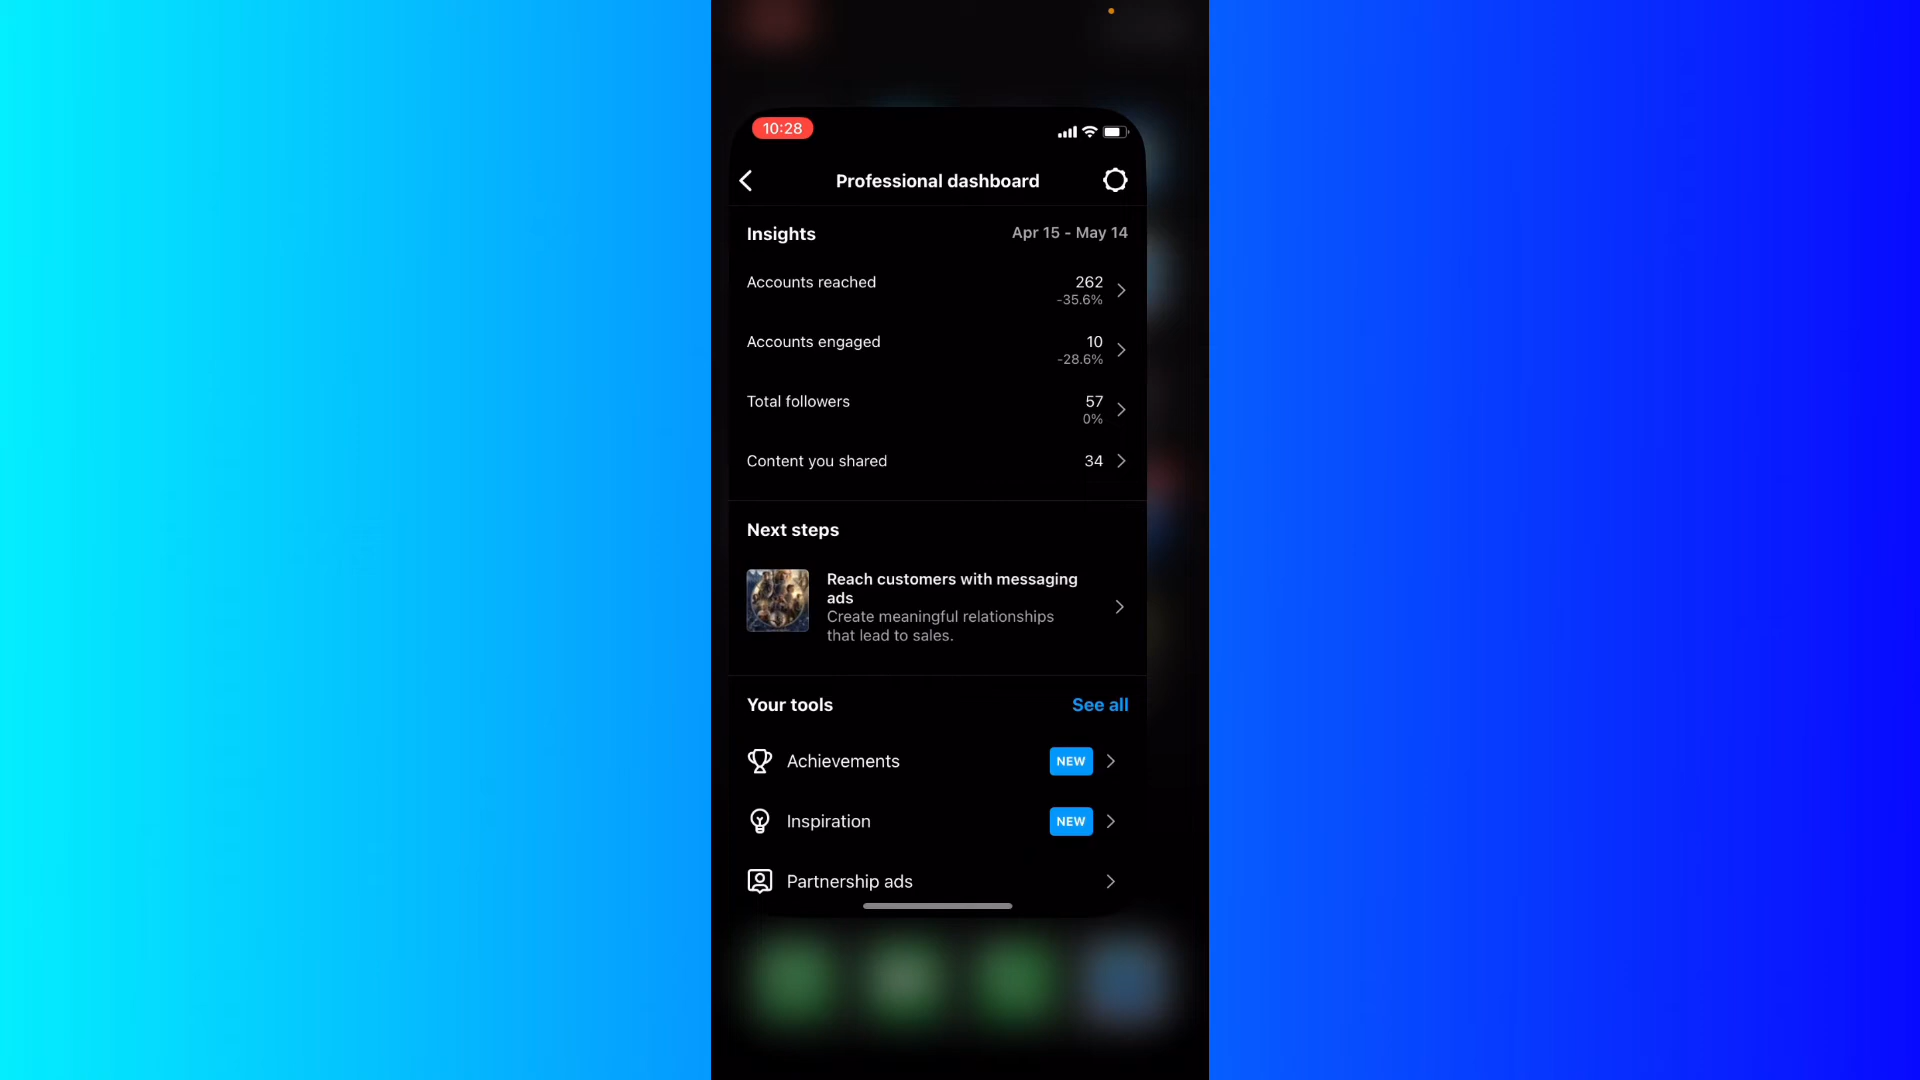 10:28
Professional dashboard
Insights
Apr 15 - May 14
Accounts reached
262
-35.6%
Accounts engaged
10
-28.6%
Total followers
57
0%
Content you shared
34
Next steps
Reach customers with messaging
ads
Create meaningful relationships
that lead to sales.
Your tools
See all
Achievements
NEW
Inspiration
NEW
Partnership ads